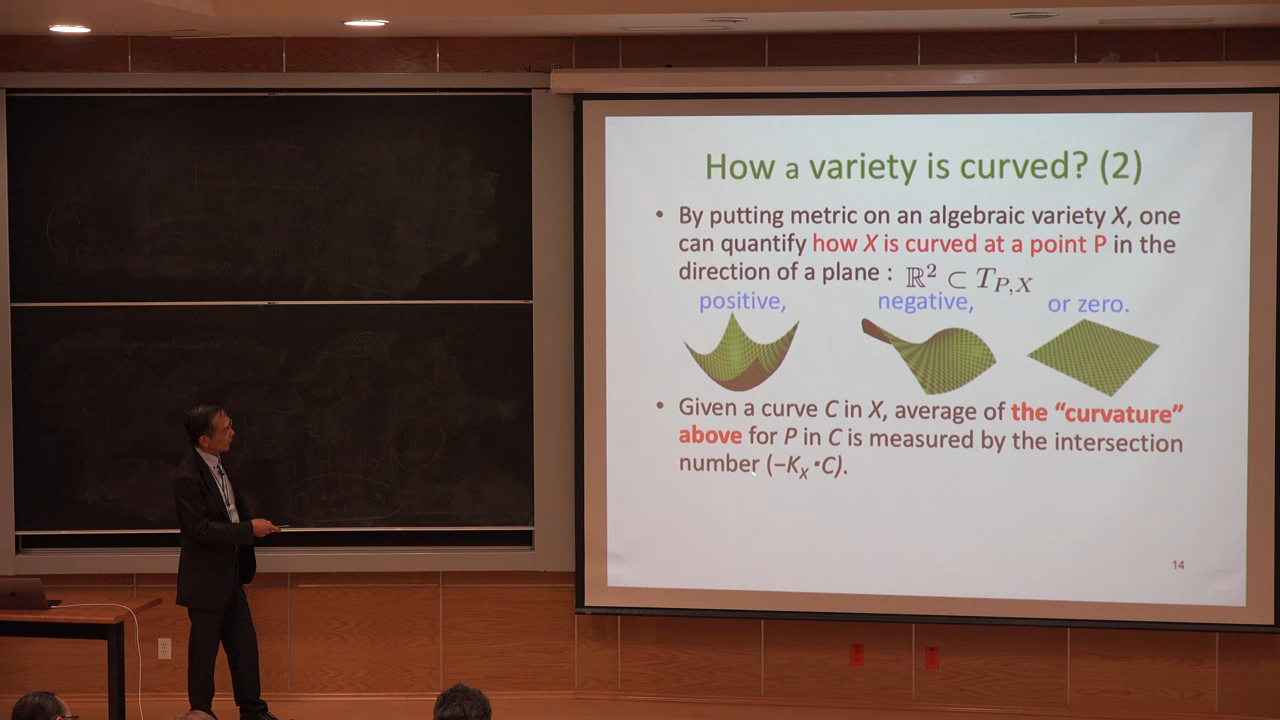 How a variety is curved? (2)
• By putting metric on an algebraic variety X, one
can quantify how X is curved at a point P in the
direction of a plane : ℝ² ⊂ T_{P,X}
positive, negative, or zero.
• Given a curve C in X, average of the “curvature”
above for P in C is measured by the intersection
number (−K_X •C).
14